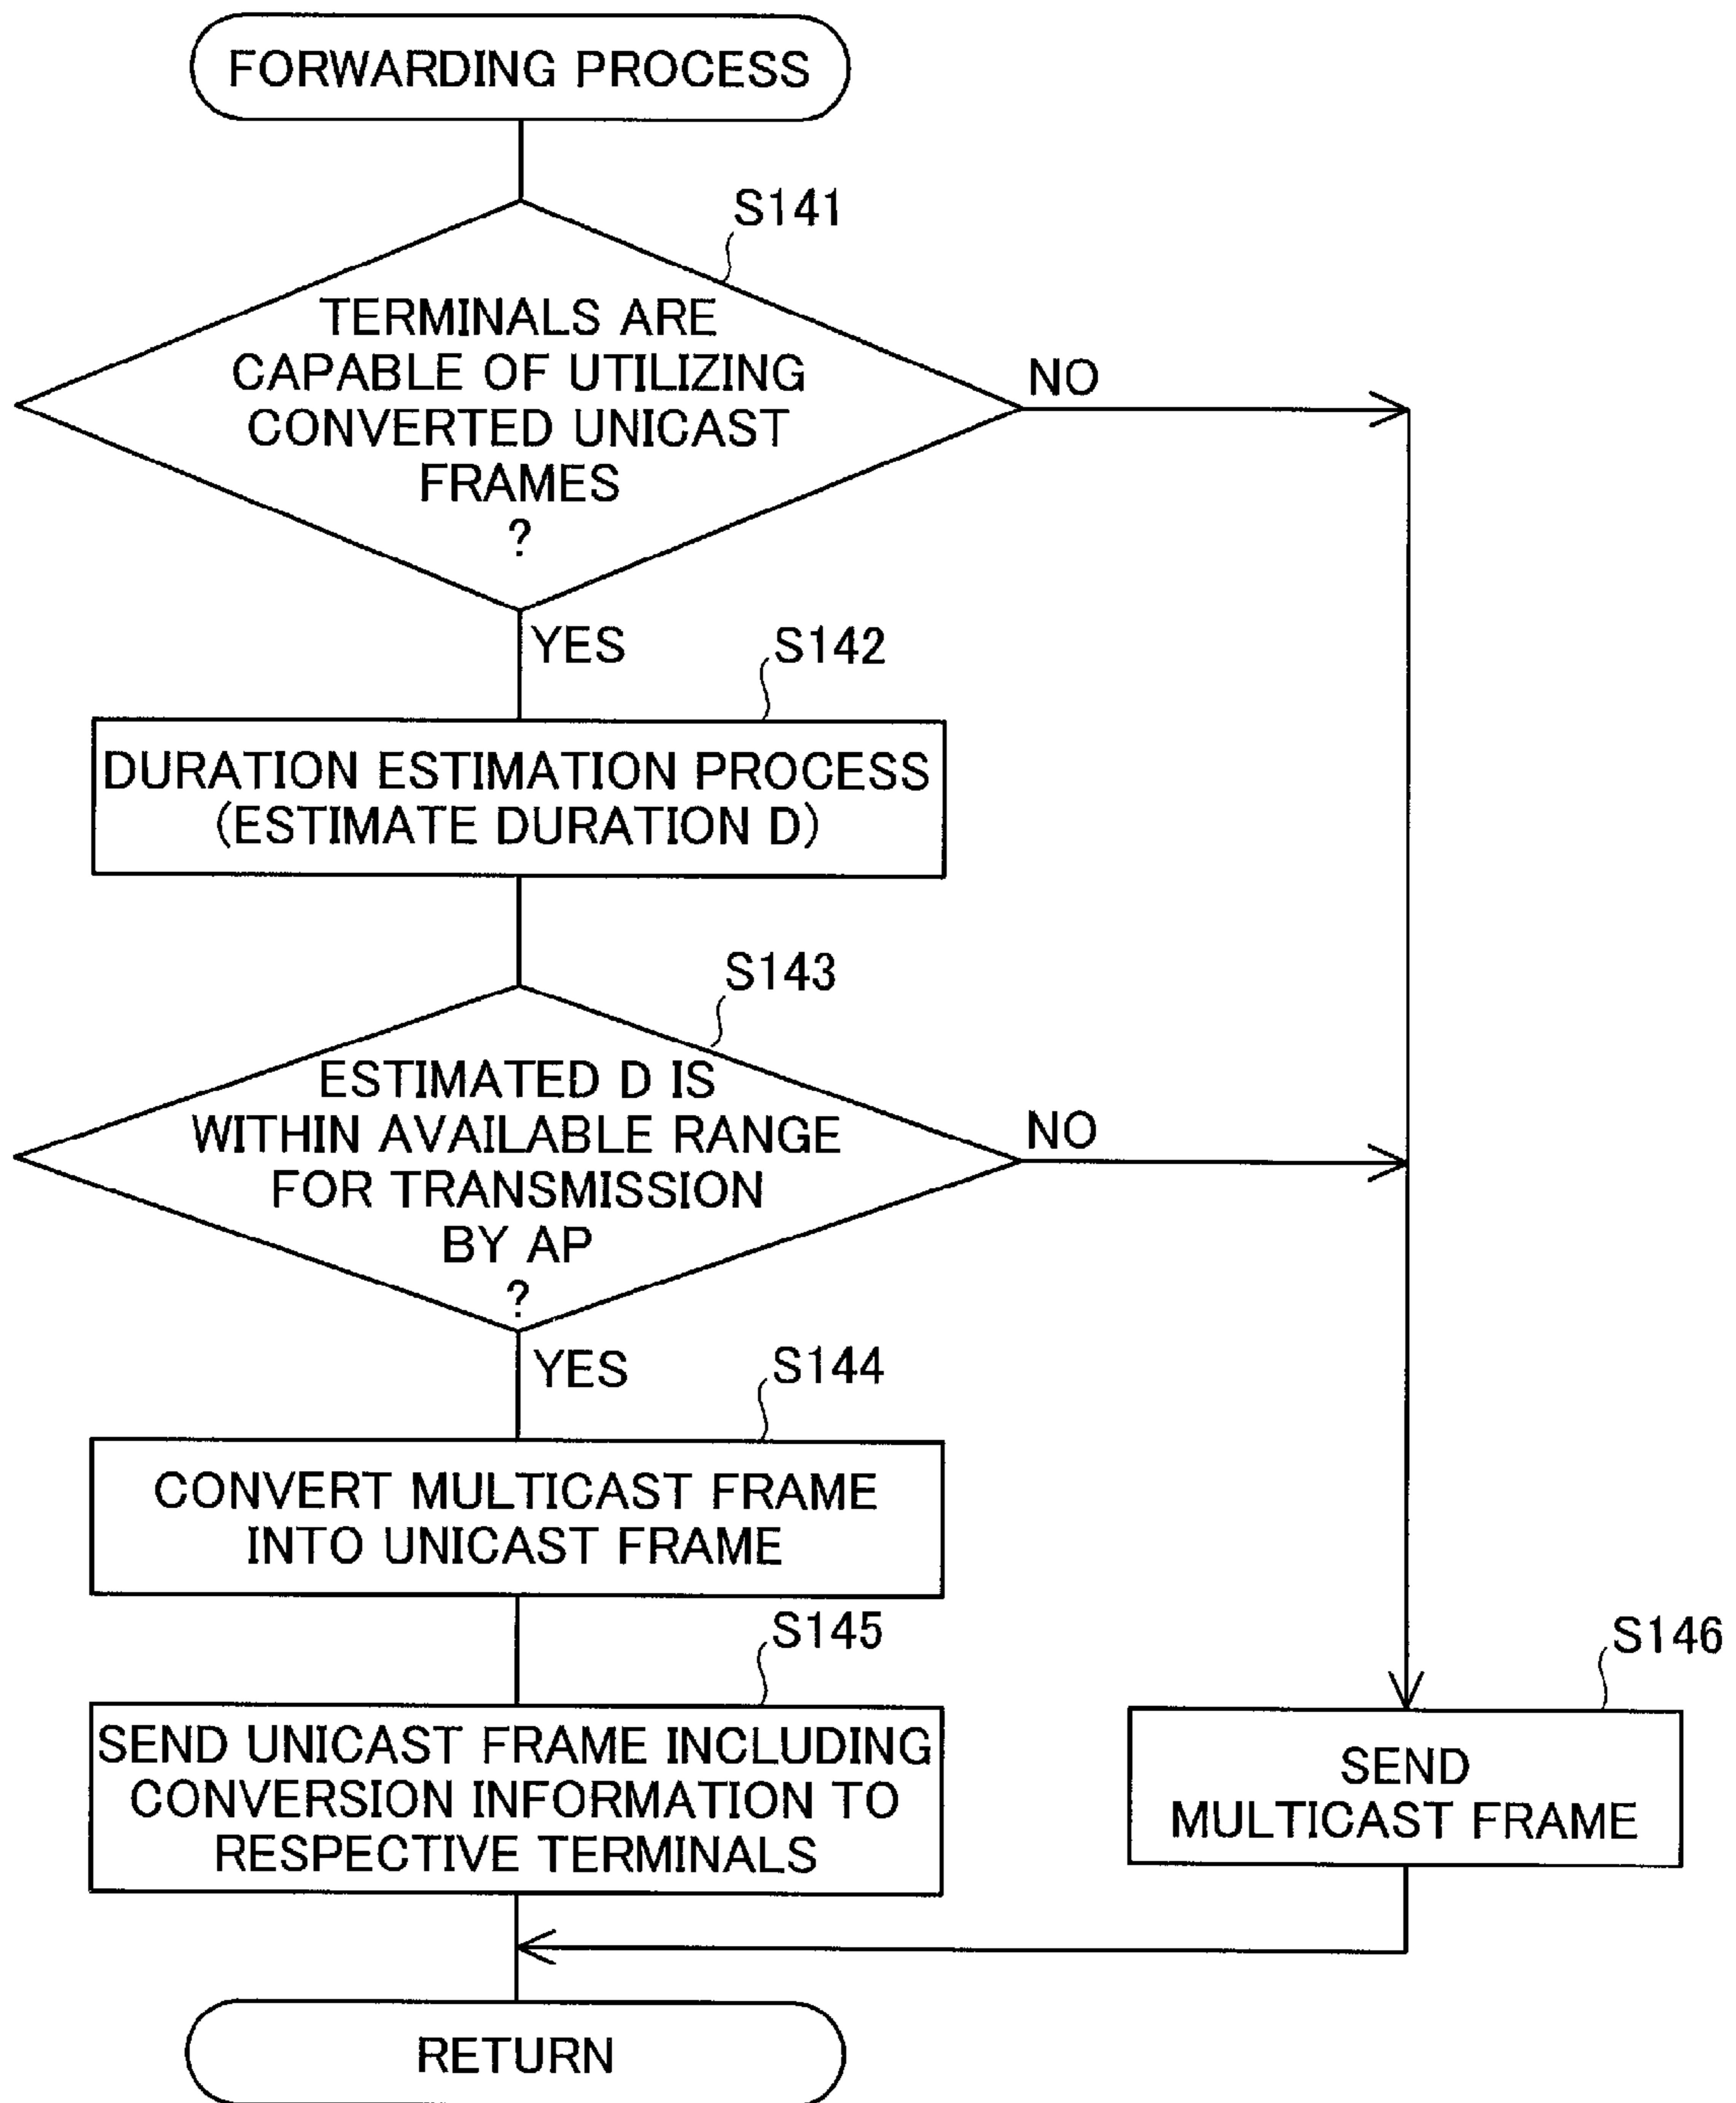 FORWARDING PROCESS
S141
TERMINALS ARE
CAPABLE OF UTILIZING
CONVERTED UNICAST
FRAMES
?
NO
YES
S142
DURATION ESTIMATION PROCESS
(ESTIMATE DURATION D)
S143
ESTIMATED D IS
WITHIN AVAILABLE RANGE
FOR TRANSMISSION
BY AP
?
NO
YES
S144
CONVERT MULTICAST FRAME
INTO UNICAST FRAME
S145
SEND UNICAST FRAME INCLUDING
CONVERSION INFORMATION TO
RESPECTIVE TERMINALS
S146
SEND
MULTICAST FRAME
RETURN